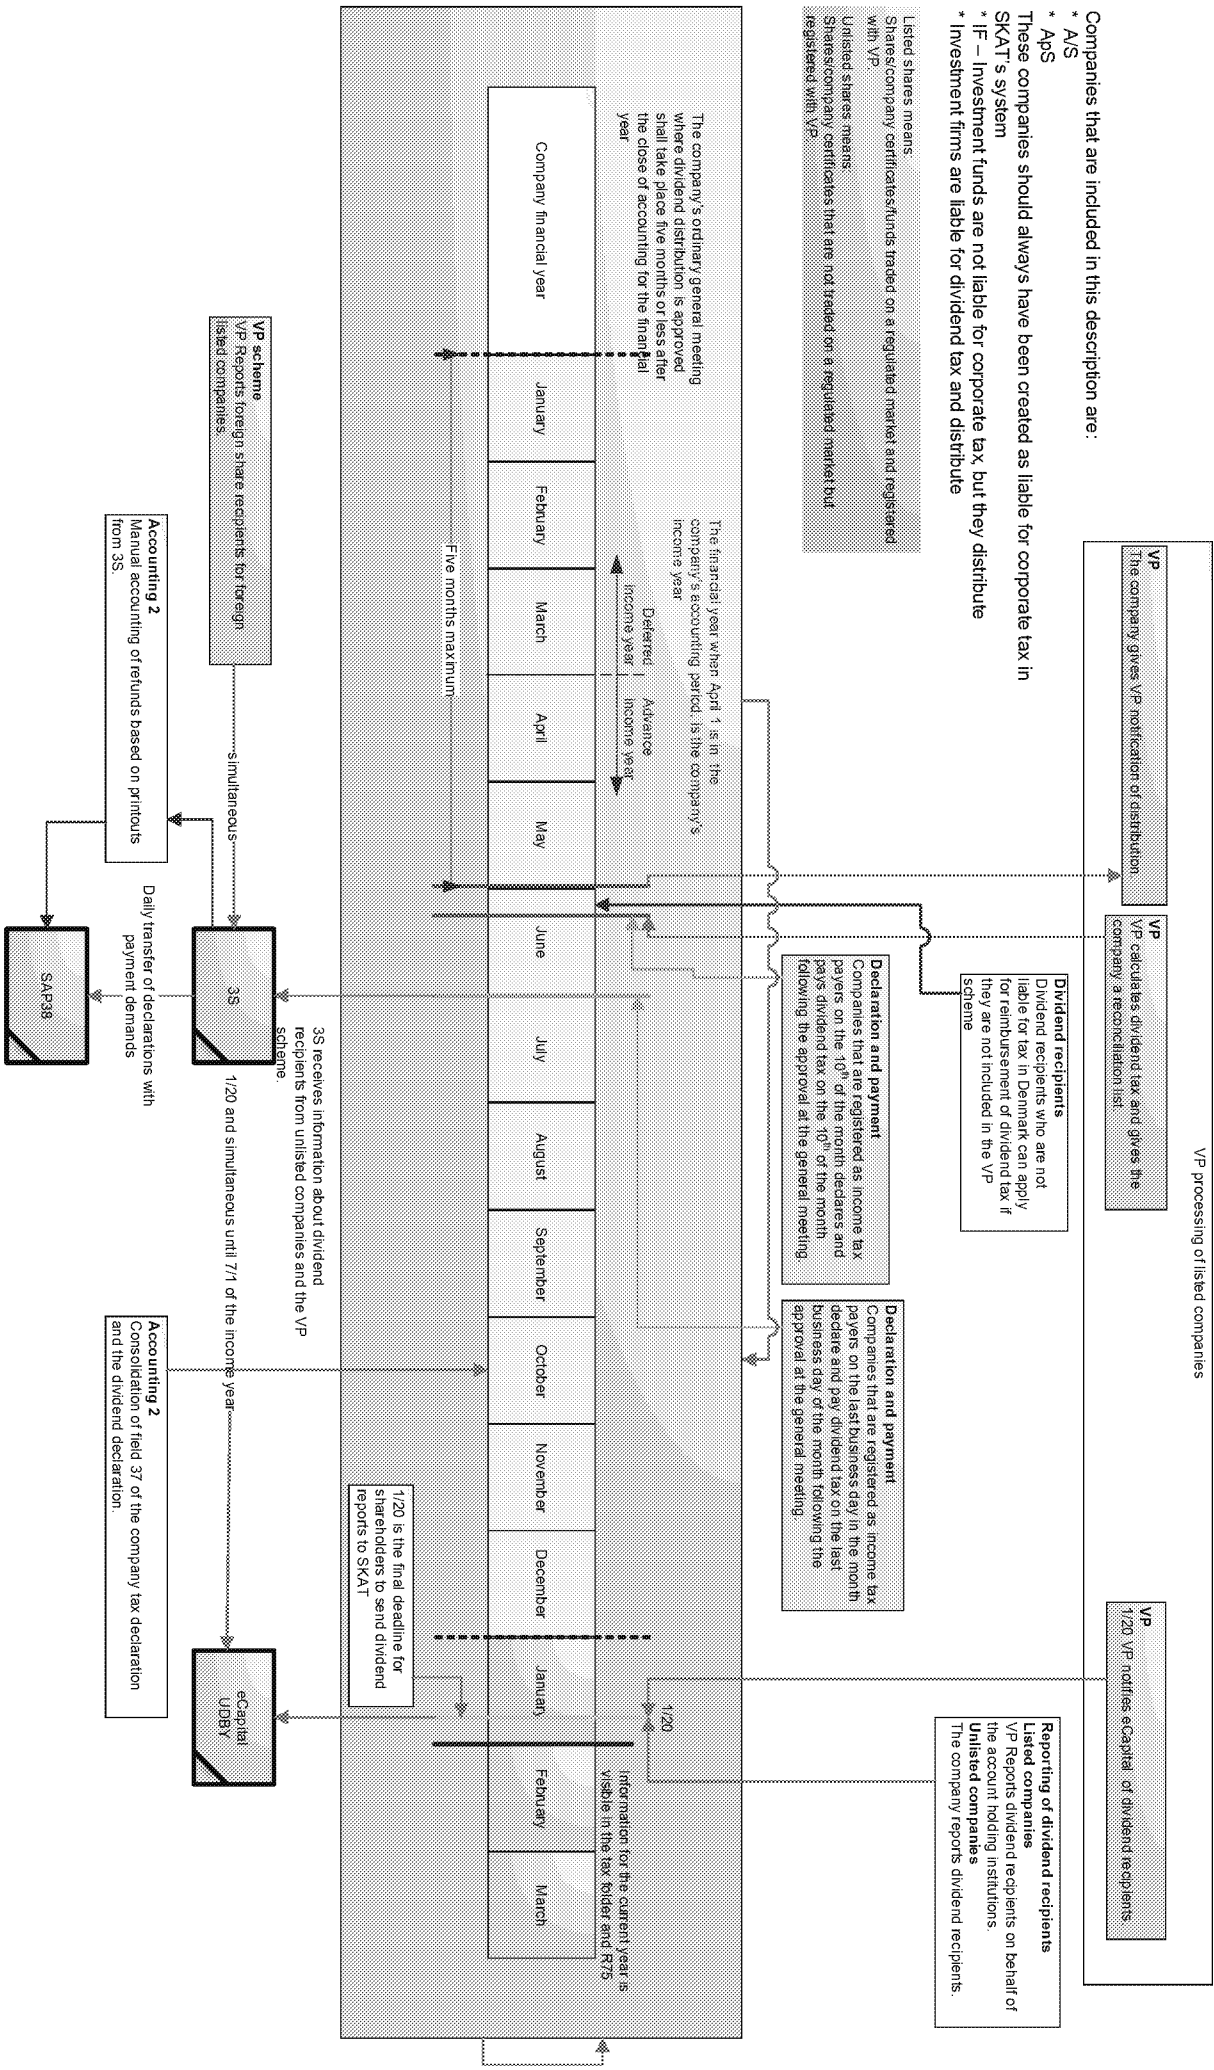 VP processing of listed companies
VP
The company gives VP notification of distribution.
VP
VP calculates dividend tax and gives the
company a reconciliation list.
VP
1/20 VP notifies eCapital of dividend recipients.
Companies that are included in this description are:
* A/S
* ApS
These companies should always have been created as liable for corporate tax in
SKAT's system
* IF – Investment funds are not liable for corporate tax, but they distribute
* Investment firms are liable for dividend tax and distribute
Dividend recipients
Dividend recipients who are not
liable for tax in Denmark can apply
for reimbursement of dividend tax if
they are not included in the VP
scheme
Reporting of dividend recipients
Listed companies
VP Reports dividend recipients on behalf of
the account holding institutions.
Unlisted companies
The company reports dividend recipients.
Listed shares means:
Shares/company certificates/funds traded on a regulated market and registered
with VP.
Unlisted shares means:
Shares/company certificates that are not traded on a regulated market but
registered with VP.
Declaration and payment
Companies that are registered as income tax
payers on the 10th of the month declares and
pays dividend tax on the 10th of the month
following the approval at the general meeting.
Declaration and payment
Companies that are registered as income tax
payers on the last business day in the month
declare and pay dividend tax on the last
business day of the month following the
approval at the general meeting.
The company's ordinary general meeting
where dividend distribution is approved
shall take place five months or less after
the close of accounting for the financial
year
The financial year when April 1 is in the
company's accounting period, is the company's
income year
Deferred
income year
Advance
income year
1/20
Information for the current year is
visible in the tax folder and R75
Company financial year
January
February
March
April
May
June
July
August
September
October
November
December
January
February
March
Five months maximum
1/20 is the final deadline for
shareholders to send dividend
reports to SKAT
VP scheme
VP Reports foreign share recipients for foreign
listed companies.
simultaneous
3S receives information about dividend
recipients from unlisted companies and the VP
scheme.
3S
1/20 and simultaneous until 7/1 of the income year
eCapital
UDBY
Accounting 2
Manual accounting of refunds based on printouts
from 3S.
Daily transfer of declarations with
payment demands
Accounting 2
Consolidation of field 37 of the company tax declaration
and the dividend declaration.
SAP38